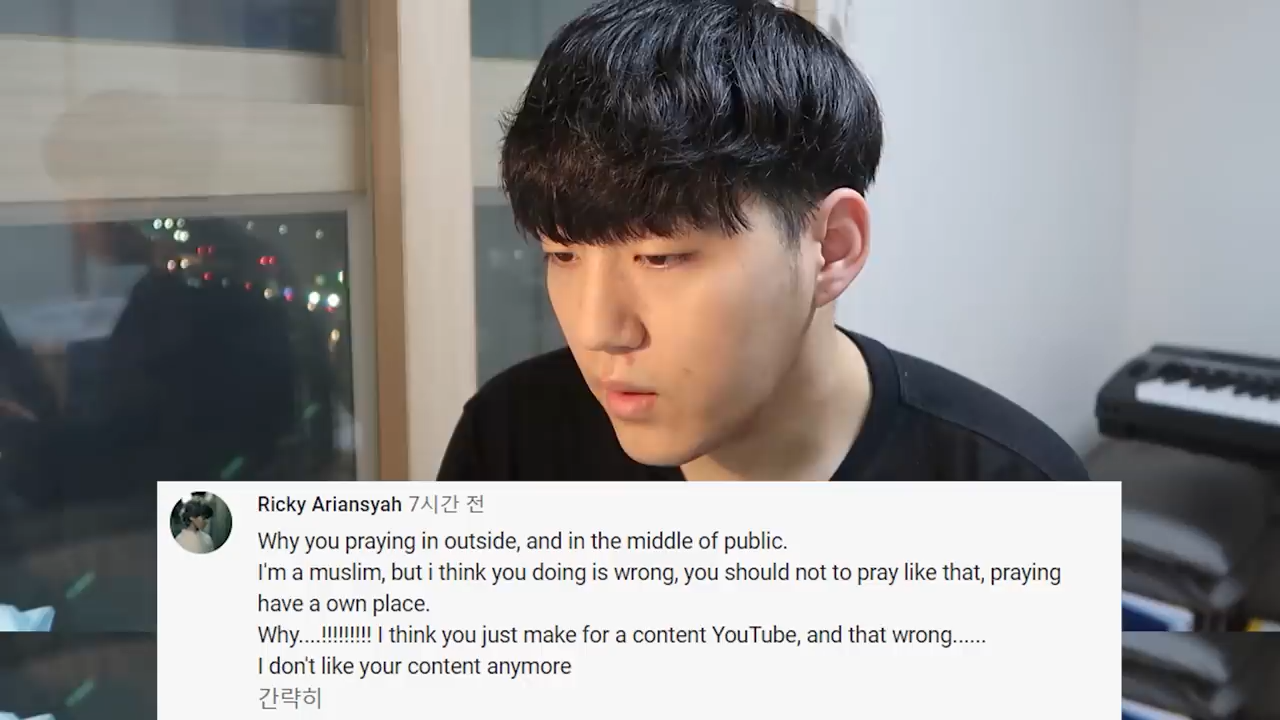 Ricky Ariansyah 7시간 전
Why you praying in outside, and in the middle of public.
I'm a muslim, but i think you doing is wrong, you should not to pray like that, praying
have a own place.
Why....!!!!!!!!! I think you just make for a content YouTube, and that wrong......
I don't like your content anymore
간략히